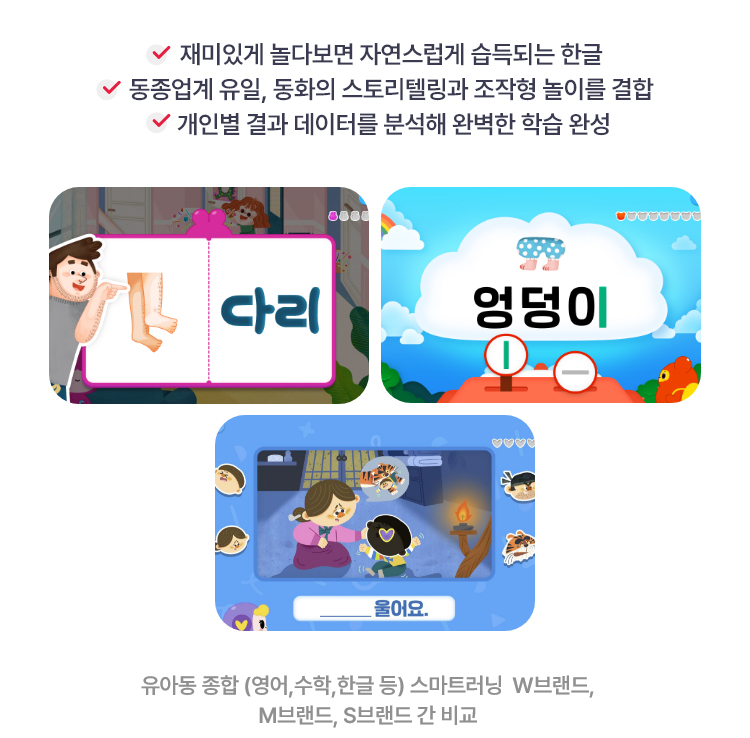 재미있게 놀다보면 자연스럽게 습득되는 한글
동종업계 유일, 동화의 스토리텔링과 조작형 놀이를 결합
개인별 결과 데이터를 분석해 완벽한 학습 완성
다리
엉덩이
ㅣ
ㅡ
______ 울어요.
유아동 종합 (영어,수학,한글 등) 스마트러닝 W브랜드,
M브랜드, S브랜드 간 비교